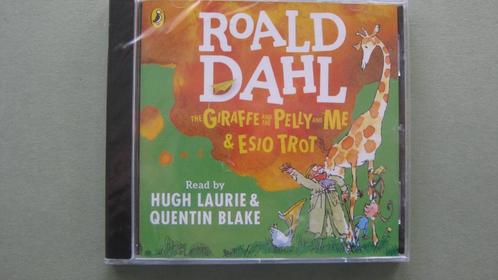 ROALD
DAHL
THE GIRAFFE AND THE PELLY AND ME
& ESIO TROT
Read by
HUGH LAURIE &
QUENTIN BLAKE